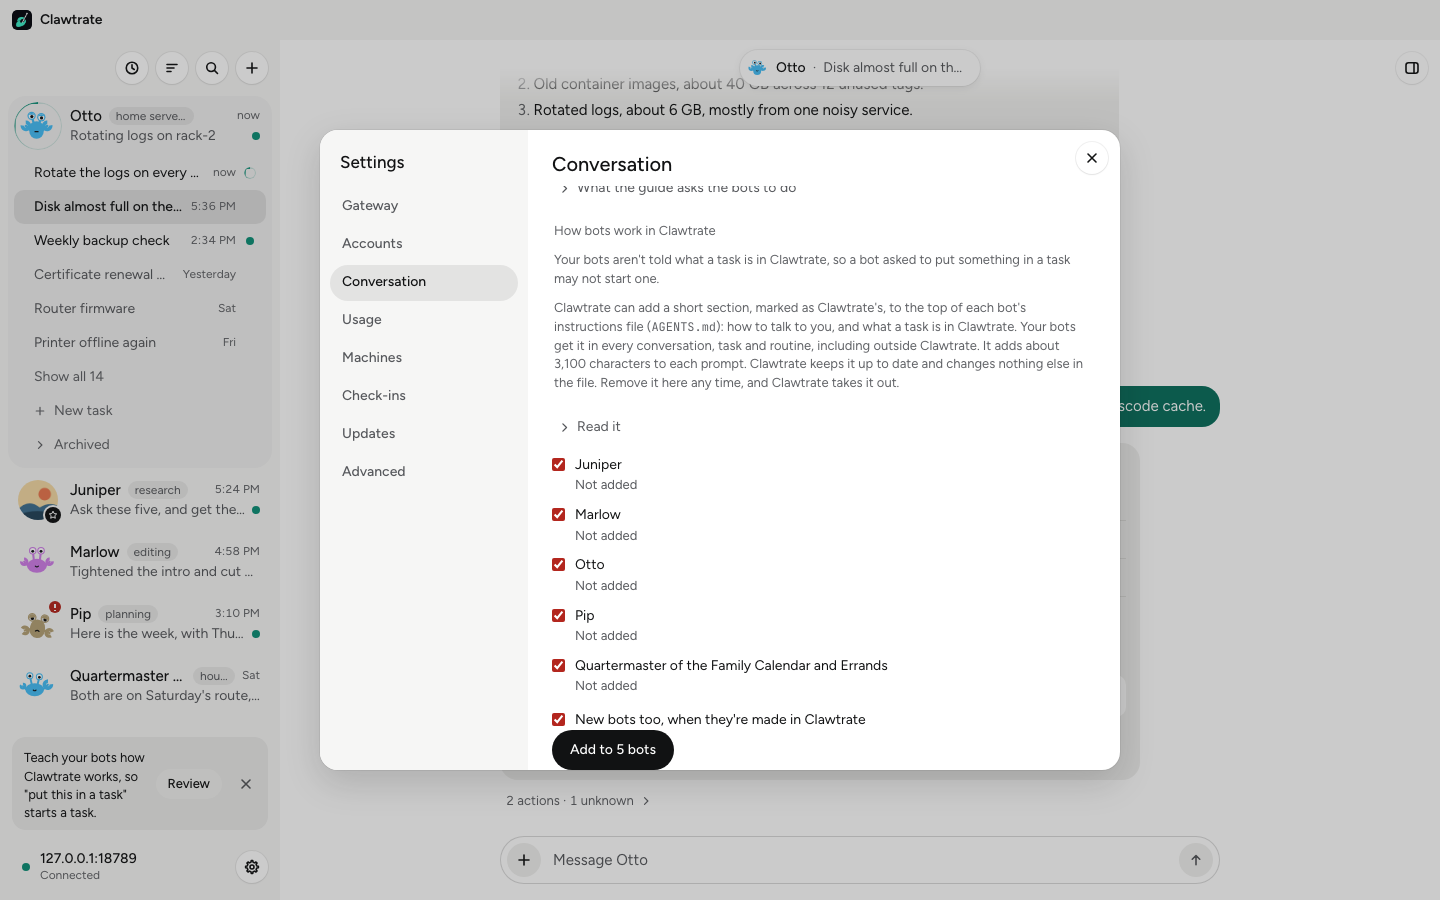 Clawtrate
Otto
home serve...
now
Rotating logs on rack-2
Rotate the logs on every ...
now
Disk almost full on the...
5:36 PM
Weekly backup check
2:34 PM
Certificate renewal ...
Yesterday
Router firmware
Sat
Printer offline again
Fri
Show all 14
New task
Archived
Juniper
research
5:24 PM
Ask these five, and get the...
Marlow
editing
4:58 PM
Tightened the intro and cut ...
Pip
planning
3:10 PM
Here is the week, with Thu...
Quartermaster ...
hou...
Sat
Both are on Saturday's route,...
Teach your bots how
Clawtrate works, so
"put this in a task"
starts a task.
Review
127.0.0.1:18789
Connected
Otto · Disk almost full on th...
2. Old container images, about 40 GB across 12 unused tags.
3. Rotated logs, about 6 GB, mostly from one noisy service.
scode cache.
Settings
Gateway
Accounts
Conversation
Usage
Machines
Check-ins
Updates
Advanced
Conversation
What the guide asks the bots to do
How bots work in Clawtrate
Your bots aren't told what a task is in Clawtrate, so a bot asked to put something in a task
may not start one.
Clawtrate can add a short section, marked as Clawtrate's, to the top of each bot's
instructions file (AGENTS.md): how to talk to you, and what a task is in Clawtrate. Your bots
get it in every conversation, task and routine, including outside Clawtrate. It adds about
3,100 characters to each prompt. Clawtrate keeps it up to date and changes nothing else in
the file. Remove it here any time, and Clawtrate takes it out.
Read it
Juniper
Not added
Marlow
Not added
Otto
Not added
Pip
Not added
Quartermaster of the Family Calendar and Errands
Not added
New bots too, when they're made in Clawtrate
Add to 5 bots
2 actions · 1 unknown
Message Otto